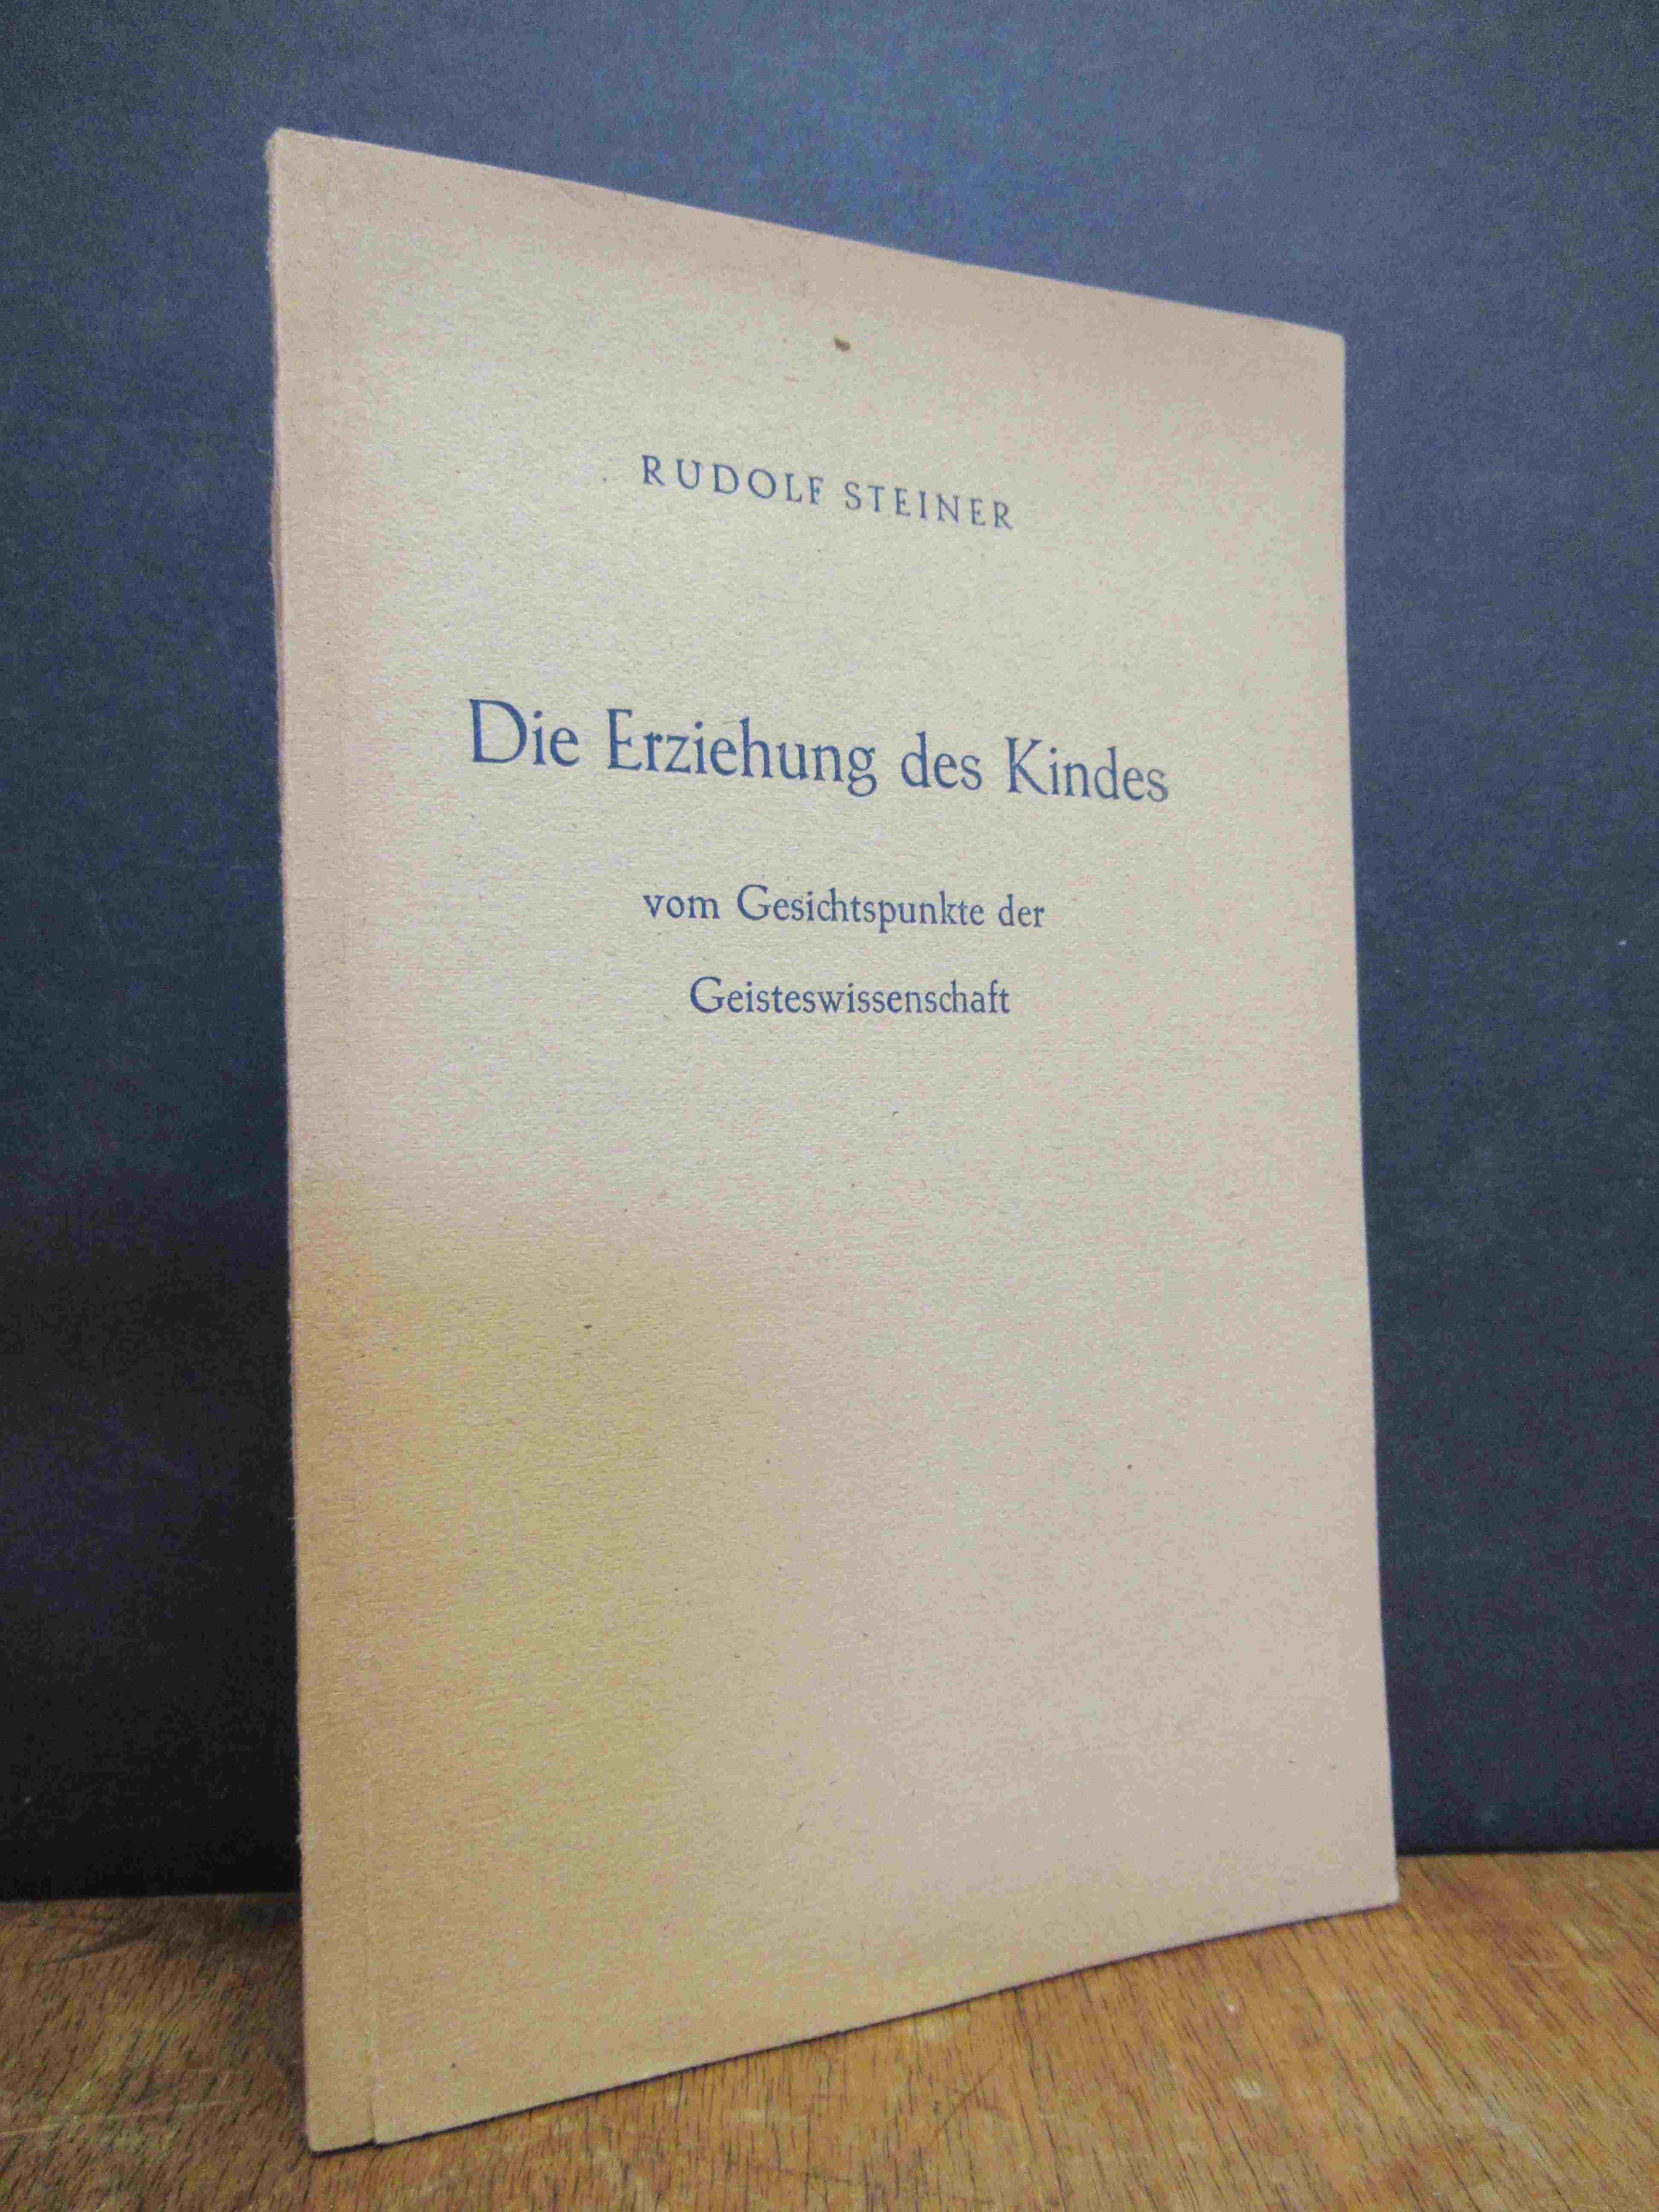 RUDOLF STEINER
Die Erziehung des Kindes
vom Gesichtspunkte der
Geisteswissenschaft